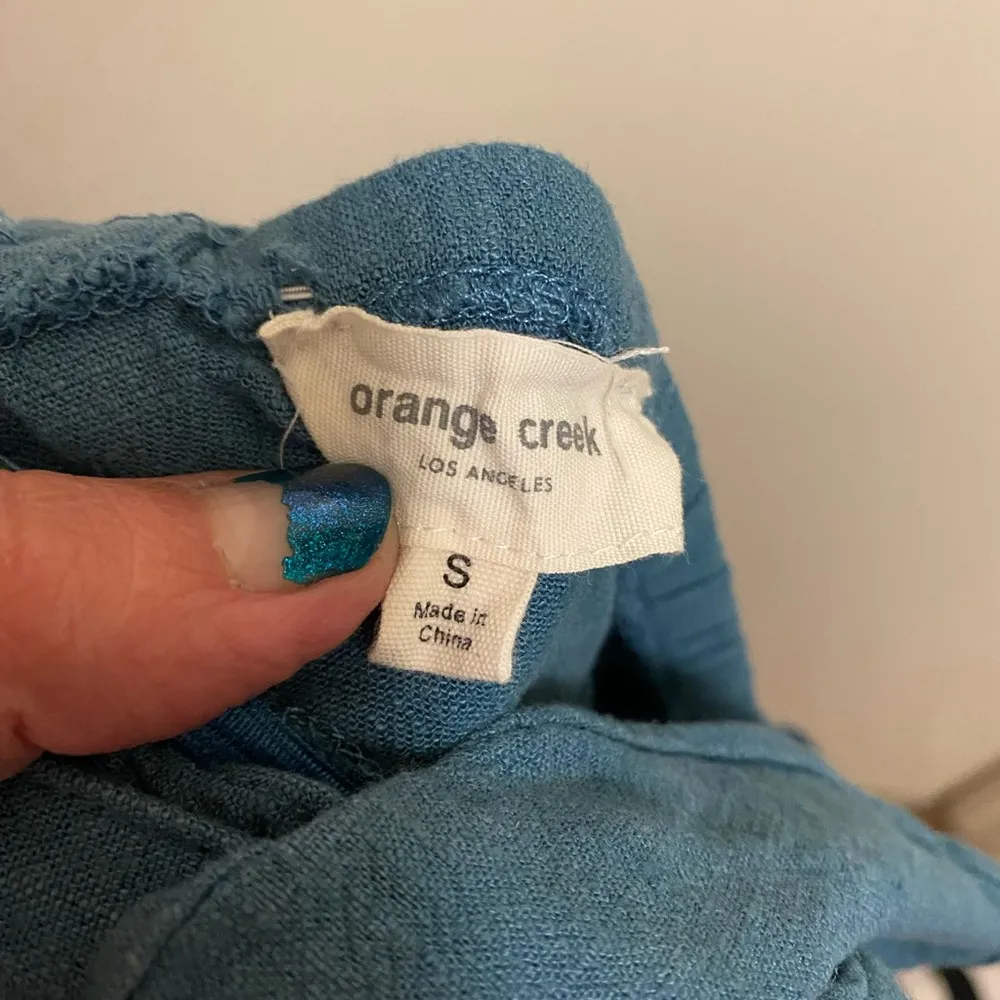 orange creek
LOS ANGELES
S
Made in
China